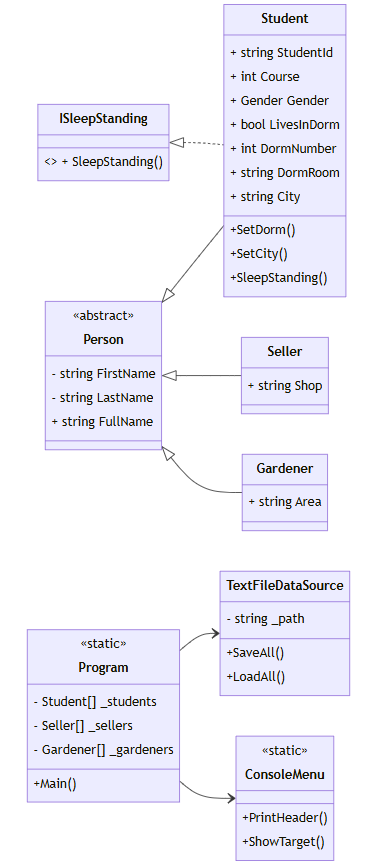 Student
+ string StudentId
+ int Course
+ Gender Gender
+ bool LivesInDorm
+ int DormNumber
+ string DormRoom
+ string City
+SetDorm()
+SetCity()
+SleepStanding()
ISleepStanding
<> + SleepStanding()
«abstract»
Person
- string FirstName
- string LastName
+ string FullName
Seller
+ string Shop
Gardener
+ string Area
TextFileDataSource
- string _path
+SaveAll()
+LoadAll()
«static»
Program
- Student[] _students
- Seller[] _sellers
- Gardener[] _gardeners
+Main()
«static»
ConsoleMenu
+PrintHeader()
+ShowTarget()